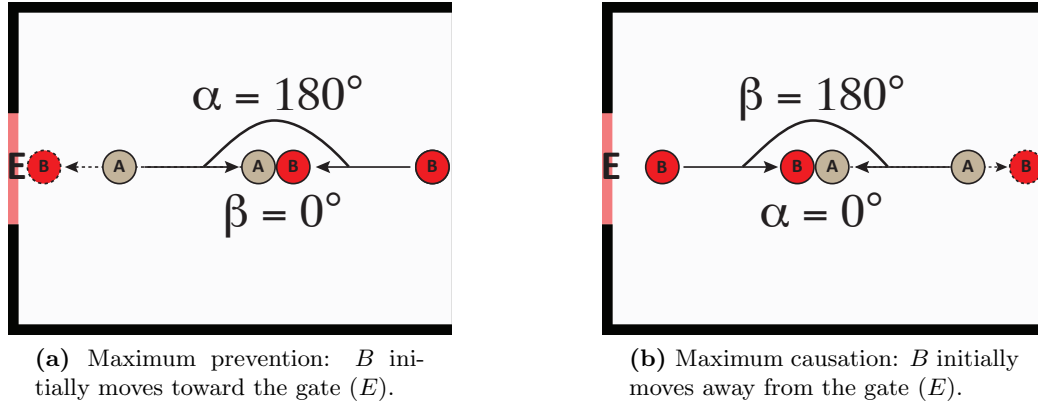 α = 180°
E B A A B B
β = 0°
(a) Maximum prevention: B ini-
tially moves toward the gate (E).
β = 180°
E B B A A B
α = 0°
(b) Maximum causation: B initially
moves away from the gate (E).